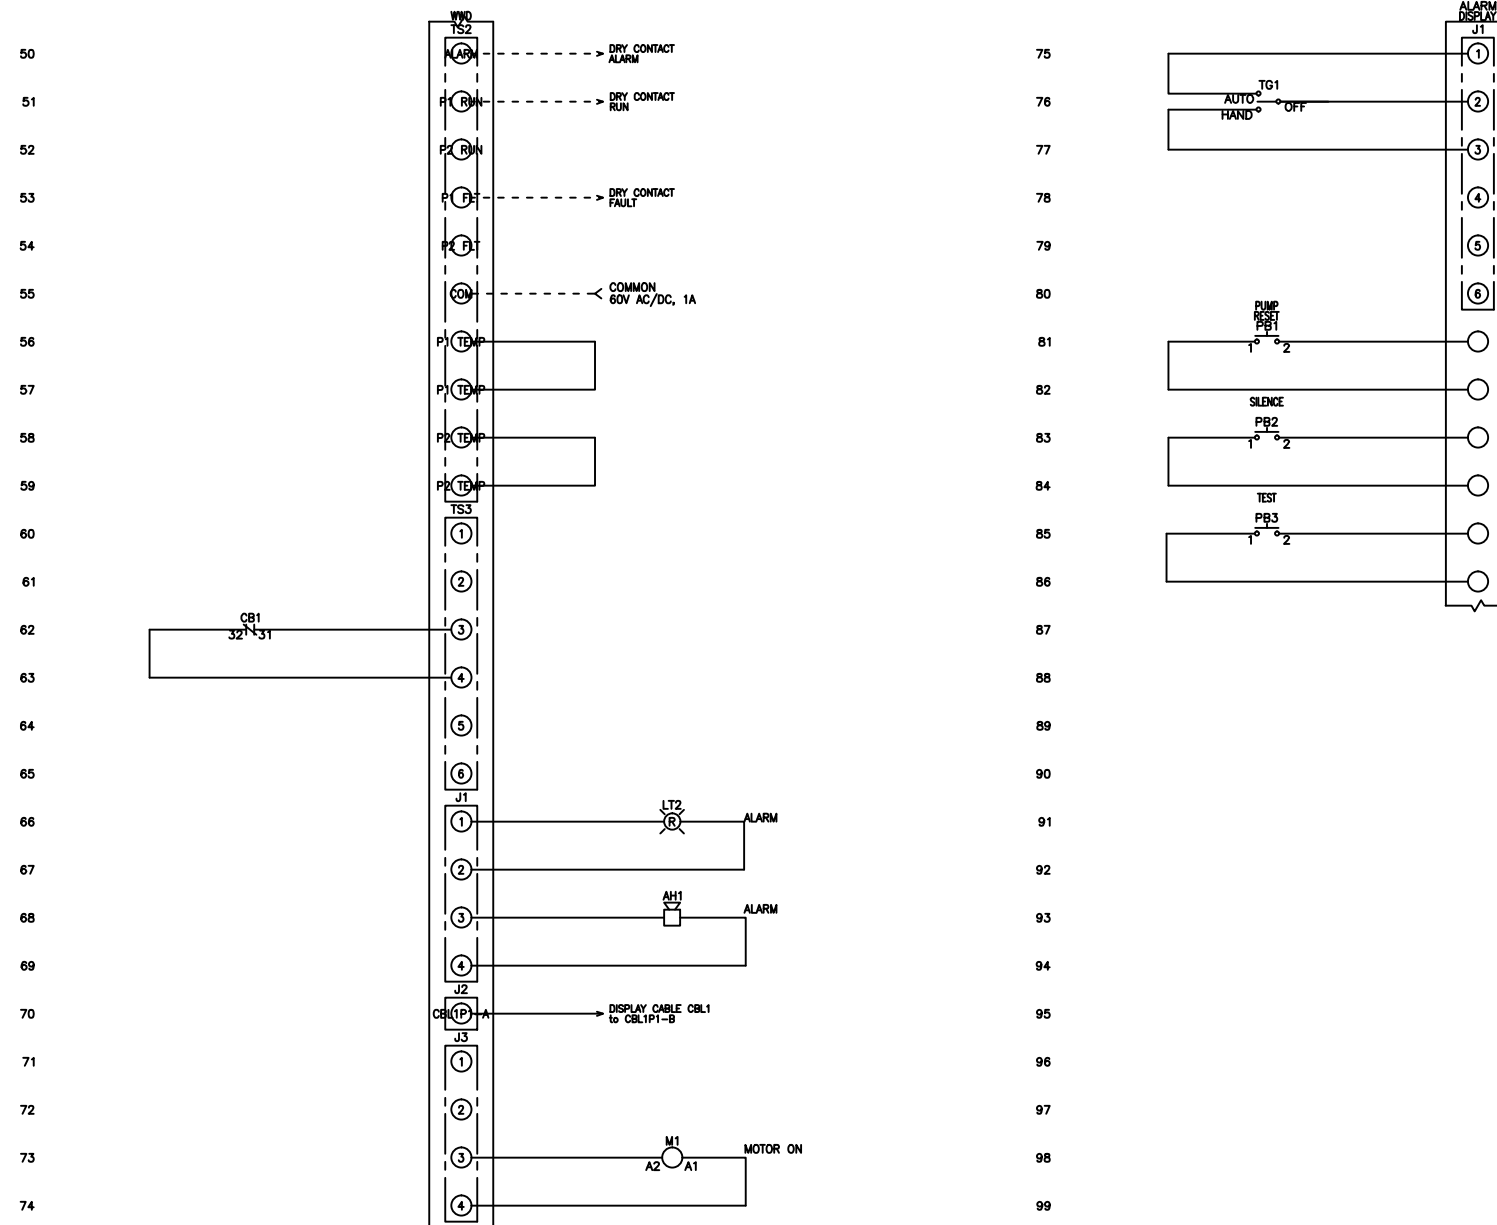 WWD
TS2
50
ALARM
DRY CONTACT
ALARM
51
P1 RUN
DRY CONTACT
RUN
52
P2 RUN
53
P1 FLT
DRY CONTACT
FAULT
54
P2 FLT
55
COM
COMMON
60V AC/DC, 1A
56
P1 TEMP
57
P1 TEMP
58
P2 TEMP
59
P2 TEMP
TS3
60
1
61
2
CB1
62
32 31
3
63
4
64
5
65
6
J1
LT2
66
1
R
ALARM
67
2
AH1
68
3
ALARM
69
4
J2
70
CBL1P1-A
DISPLAY CABLE CBL1
to CBL1P1-B
J3
71
1
72
2
M1
73
3
A2 A1
MOTOR ON
74
4
ALARM
DISPLAY
J1
75
1
TG1
76
AUTO
OFF
HAND
2
77
3
78
4
79
5
80
6
PUMP
RESET
PB1
81
1 2
82
SILENCE
PB2
83
1 2
84
TEST
PB3
85
1 2
86
87
88
89
90
91
92
93
94
95
96
97
98
99